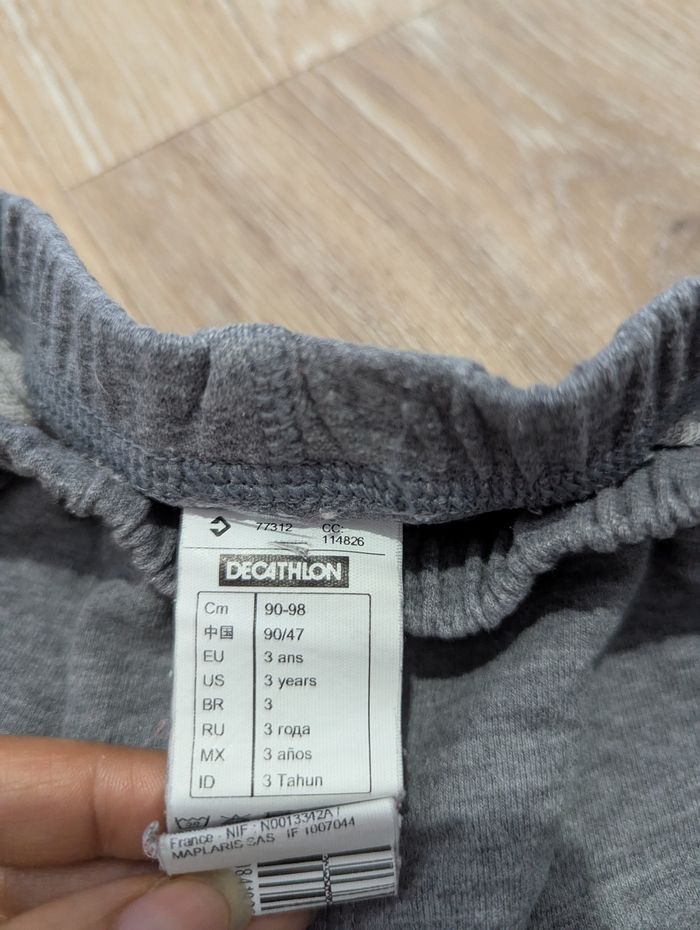 77312 CC:
114826
DECATHLON
Cm 90-98
中国 90/47
EU 3 ans
US 3 years
BR 3
RU 3 года
MX 3 años
ID 3 Tahun
France - NIF : N0013342A1
MAPLARIS SAS IF 1007044